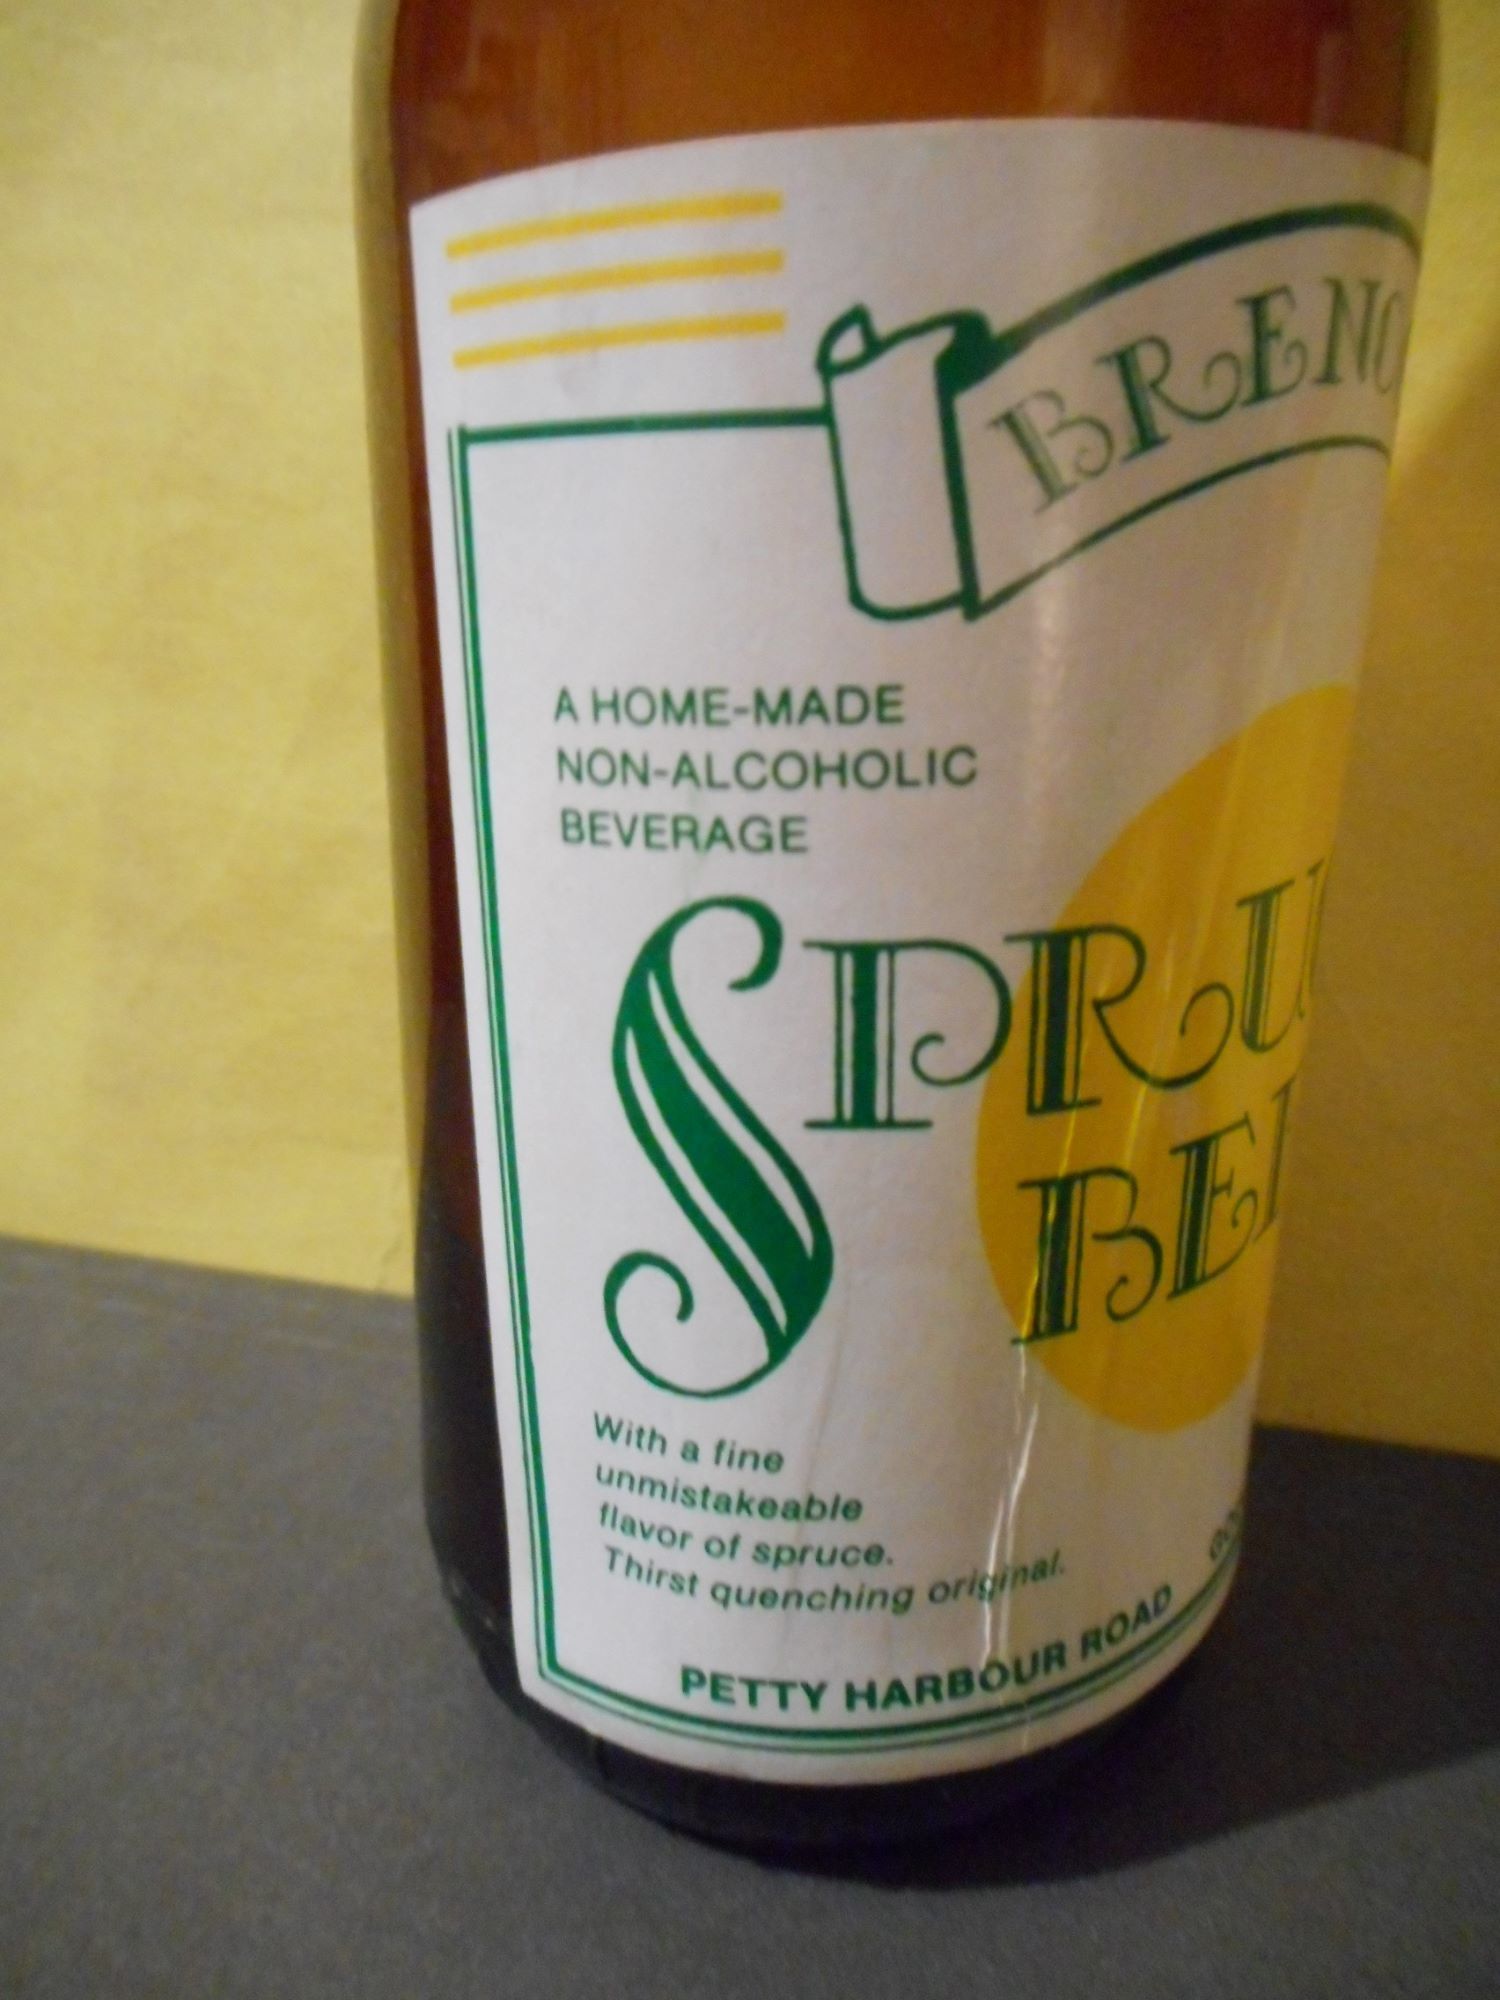 BRENO
A HOME-MADE
NON-ALCOHOLIC
BEVERAGE
SPRU
BEE
With a fine
unmistakeable
flavor of spruce.
Thirst quenching original.
PETTY HARBOUR ROAD